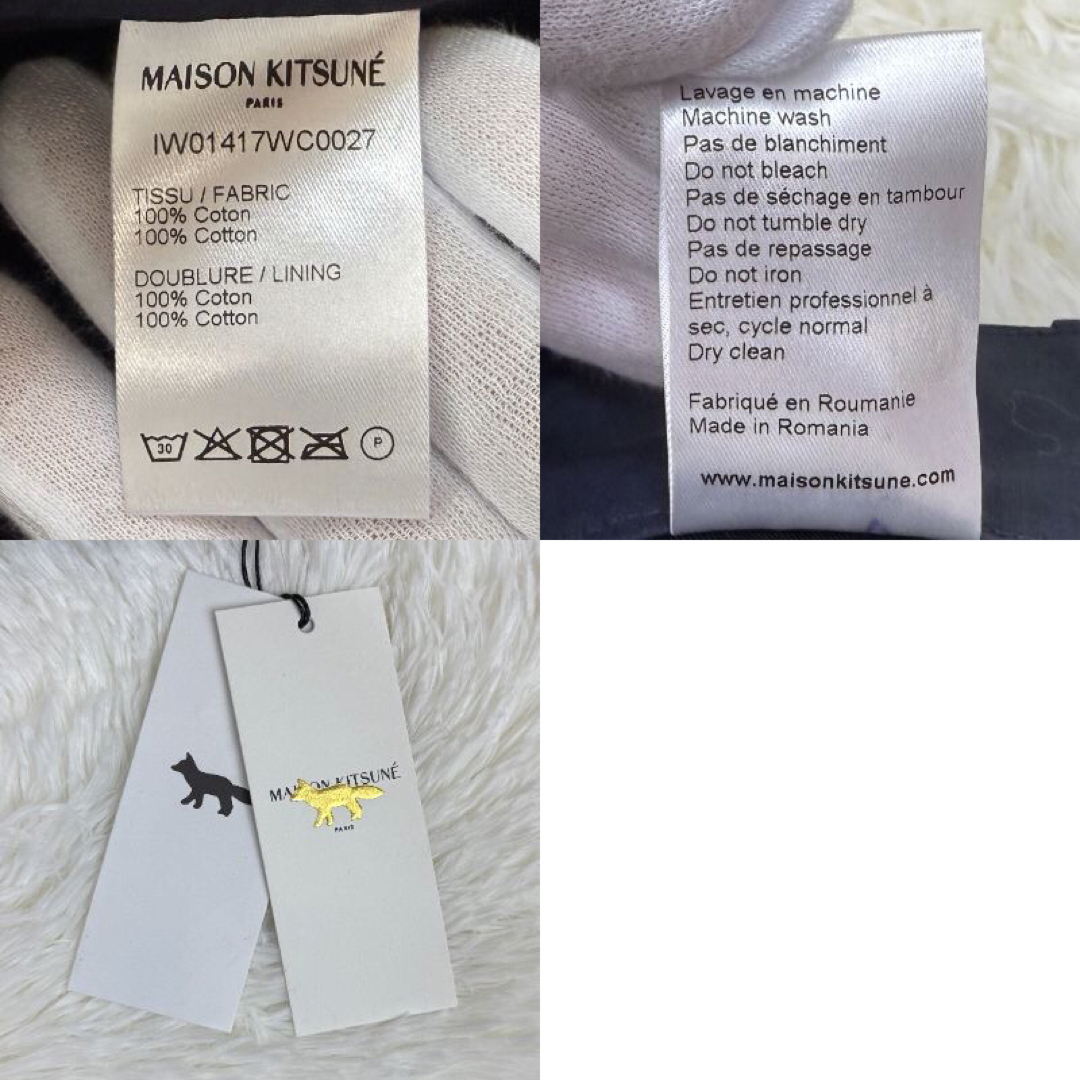 MAISON KITSUNÉ
PARIS
IW01417WC0027
TISSU / FABRIC
100% Coton
100% Cotton
DOUBLURE / LINING
100% Coton
100% Cotton
30
P
Lavage en machine
Machine wash
Pas de blanchiment
Do not bleach
Pas de séchage en tambour
Do not tumble dry
Pas de repassage
Do not iron
Entretien professionnel à
sec, cycle normal
Dry clean
Fabriqué en Roumanie
Made in Romania
www.maisonkitsune.com
MAISON KITSUNÉ
PARIS